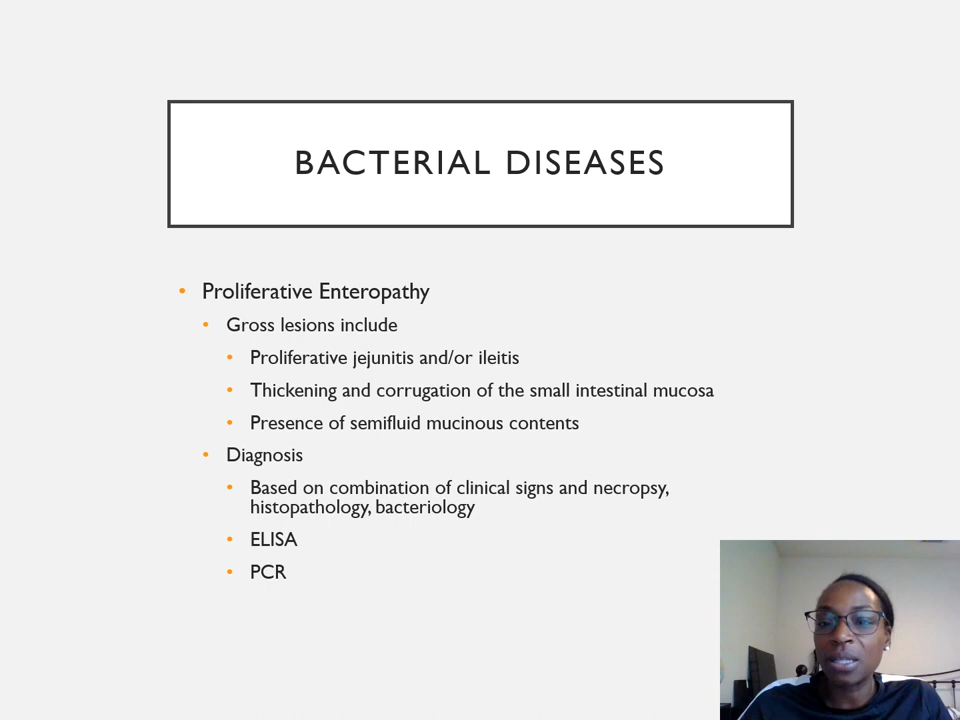 BACTERIAL DISEASES
• Proliferative Enteropathy
• Gross lesions include
• Proliferative jejunitis and/or ileitis
• Thickening and corrugation of the small intestinal mucosa
• Presence of semifluid mucinous contents
• Diagnosis
• Based on combination of clinical signs and necropsy,
histopathology, bacteriology
• ELISA
• PCR